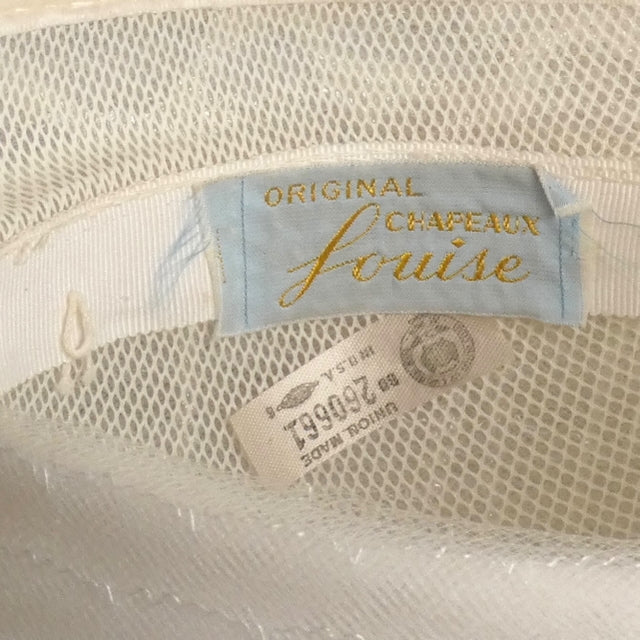 ORIGINAL
CHAPEAUX
Louise
UNION MADE
260661
IN U.S.A.